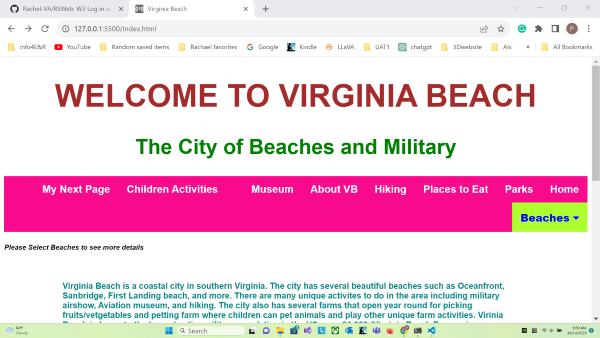 Rachel-VA/RSWeb: W3 Log in a
Virginia Beach
127.0.0.1:5500/Index.html
P
info4E&R
YouTube
Random saved items
Rachael favorites
Google
Kindle
LLaVA
UAT1
chatgpt
3Dwebsite
AIs
»
All Bookmarks
WELCOME TO VIRGINIA BEACH
The City of Beaches and Military
My Next Page Children Activities Museum About VB Hiking Places to Eat Parks Home
Beaches
Please Select Beaches to see more details
Virginia Beach is a coastal city in southern Virginia. The city has several beautiful beaches such as Oceanfront,
Sanbridge, First Landing beach, and more. There are many unique activites to do in the area including military
airshow, Aviation museum, and hiking. The city also has several farms that open year round for picking
fruits/vetgetables and petting farm where children can pet animals and play other unique farm activities. Virinia
Cloudy
Search